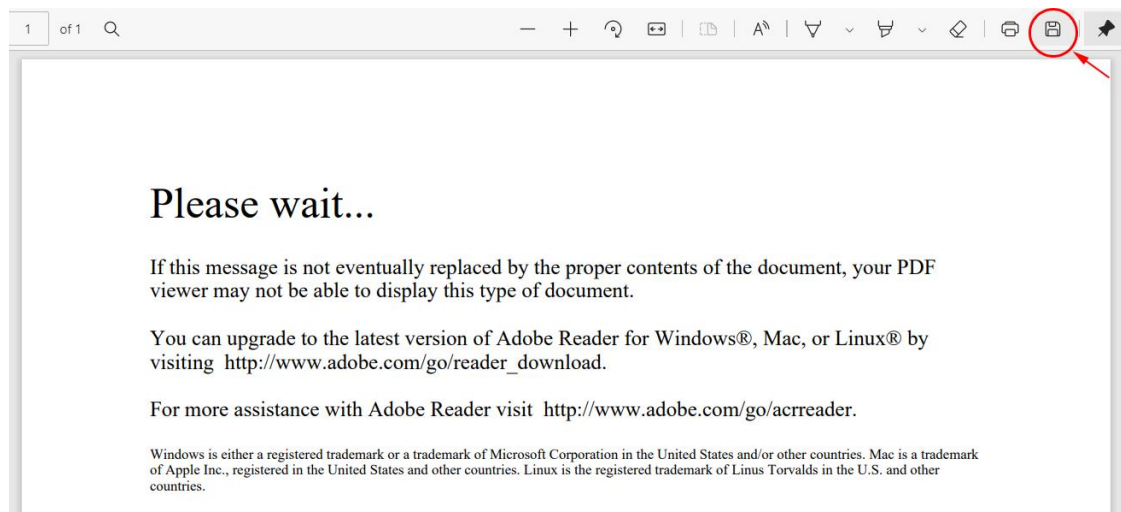 1 of 1
Please wait...
If this message is not eventually replaced by the proper contents of the document, your PDF
viewer may not be able to display this type of document.
You can upgrade to the latest version of Adobe Reader for Windows®, Mac, or Linux® by
visiting  http://www.adobe.com/go/reader_download.
For more assistance with Adobe Reader visit  http://www.adobe.com/go/acrreader.
Windows is either a registered trademark or a trademark of Microsoft Corporation in the United States and/or other countries. Mac is a trademark
of Apple Inc., registered in the United States and other countries. Linux is the registered trademark of Linus Torvalds in the U.S. and other
countries.